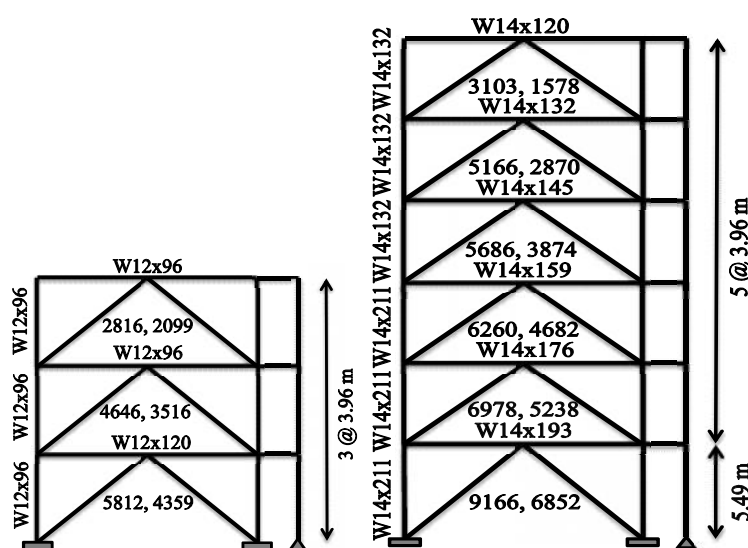 W12x96
W12x96
2816, 2099
W12x96
W12x96
4646, 3516
W12x120
W12x96
5812, 4359
3 @ 3.96 m
W14x120
W14x132
3103, 1578
W14x132
W14x132
5166, 2870
W14x145
W14x132
5686, 3874
W14x159
W14x211
6260, 4682
W14x176
W14x211
6978, 5238
W14x193
W14x211
9166, 6852
5 @ 3.96 m
5.49 m